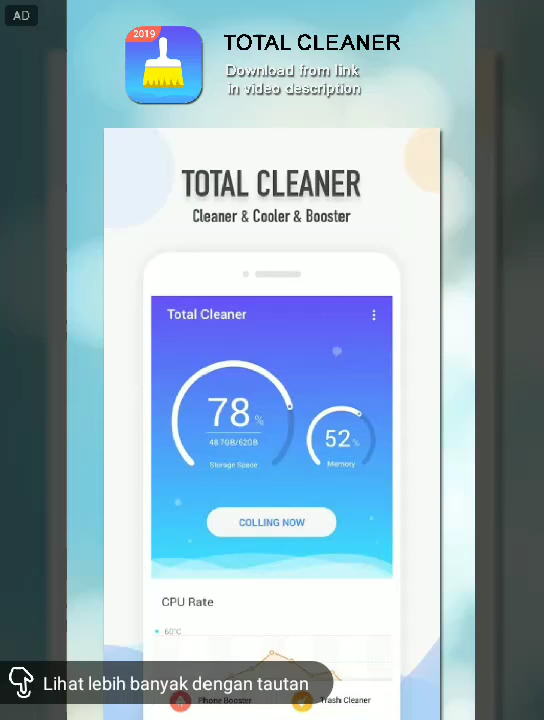 AD
2019
TOTAL CLEANER
Download from link
in video description
TOTAL CLEANER
Cleaner & Cooler & Booster
Total Cleaner
78 %
48.7GB/62GB
Storage Space
52 %
Memory
COLLING NOW
CPU Rate
60°C
Lihat lebih banyak dengan tautan
Phone Booster
Trash Cleaner